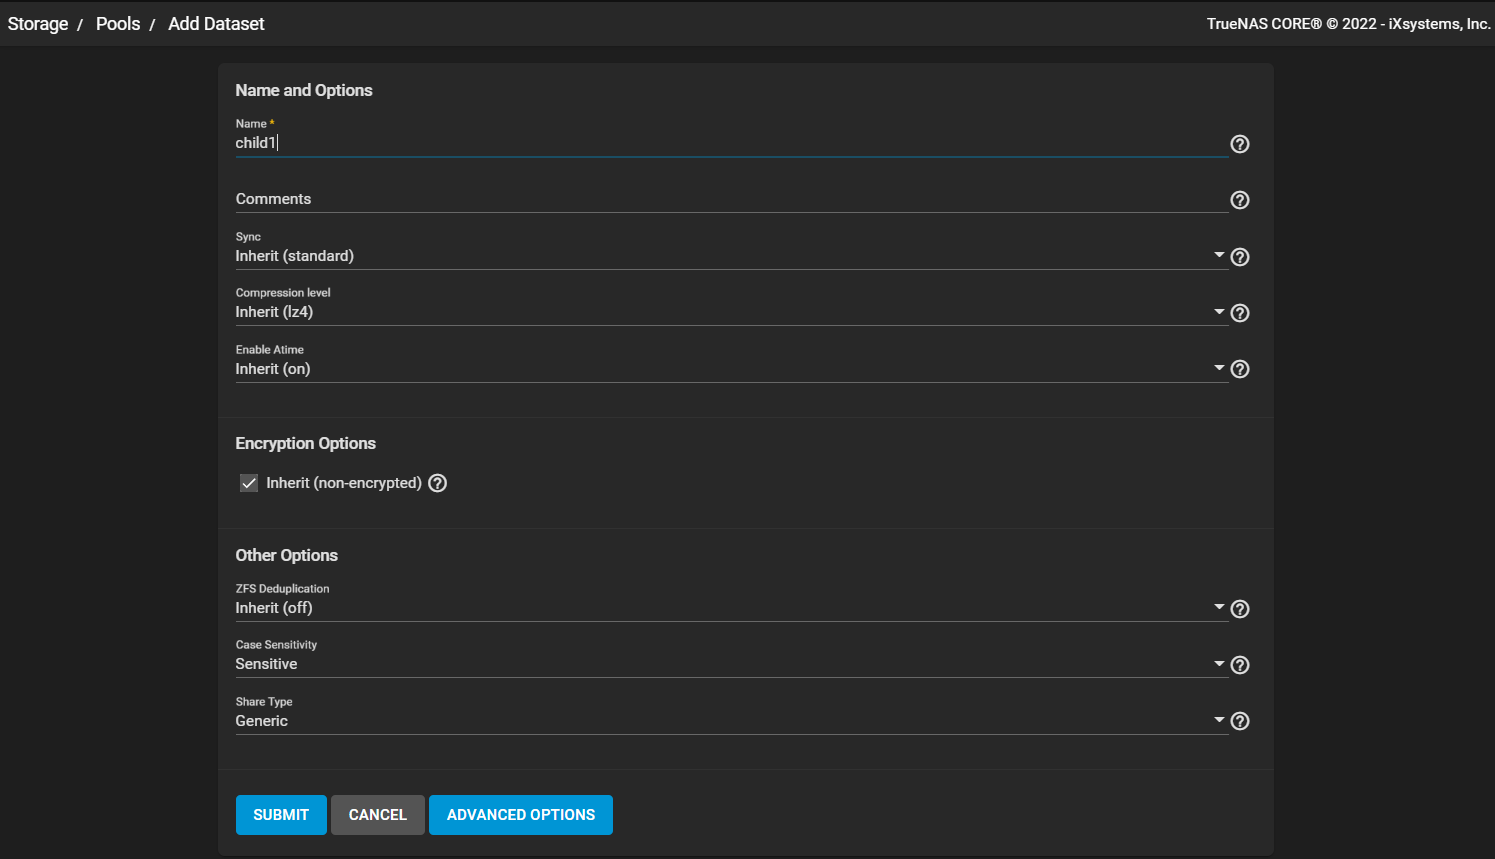 Storage / Pools / Add Dataset
TrueNAS CORE® © 2022 - iXsystems, Inc.
Name and Options
Name *
child1
Comments
Sync
Inherit (standard)
Compression level
Inherit (lz4)
Enable Atime
Inherit (on)
Encryption Options
Inherit (non-encrypted)
Other Options
ZFS Deduplication
Inherit (off)
Case Sensitivity
Sensitive
Share Type
Generic
SUBMIT CANCEL ADVANCED OPTIONS